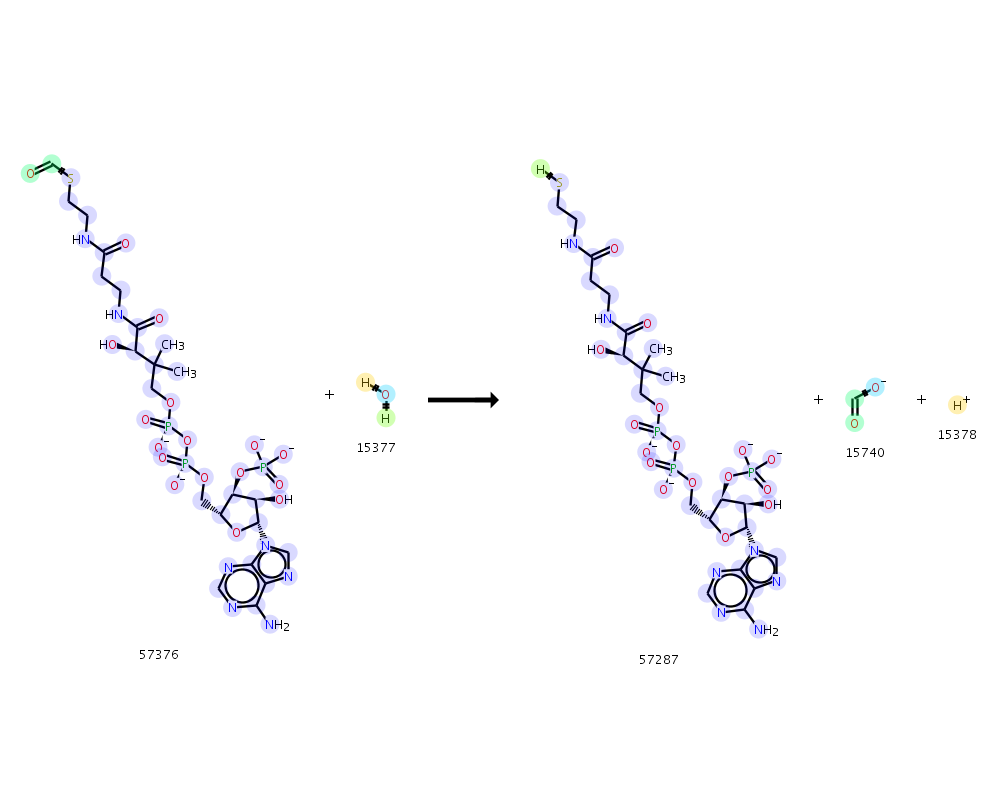 O
S
HN
O
HN
O
HO
CH3
CH3
O
O
P
O⁻
O
O
P
O⁻
O
O
P
O⁻
O⁻
O
OH
O
N
N
N
N
NH2
57376
+
H
O
H
15377
H
S
HN
O
HN
O
HO
CH3
CH3
O
O
P
O⁻
O
O
P
O⁻
O
O
P
O⁻
O⁻
O
OH
O
N
N
N
N
NH2
57287
+
O⁻
O
15740
+
H⁺
15378